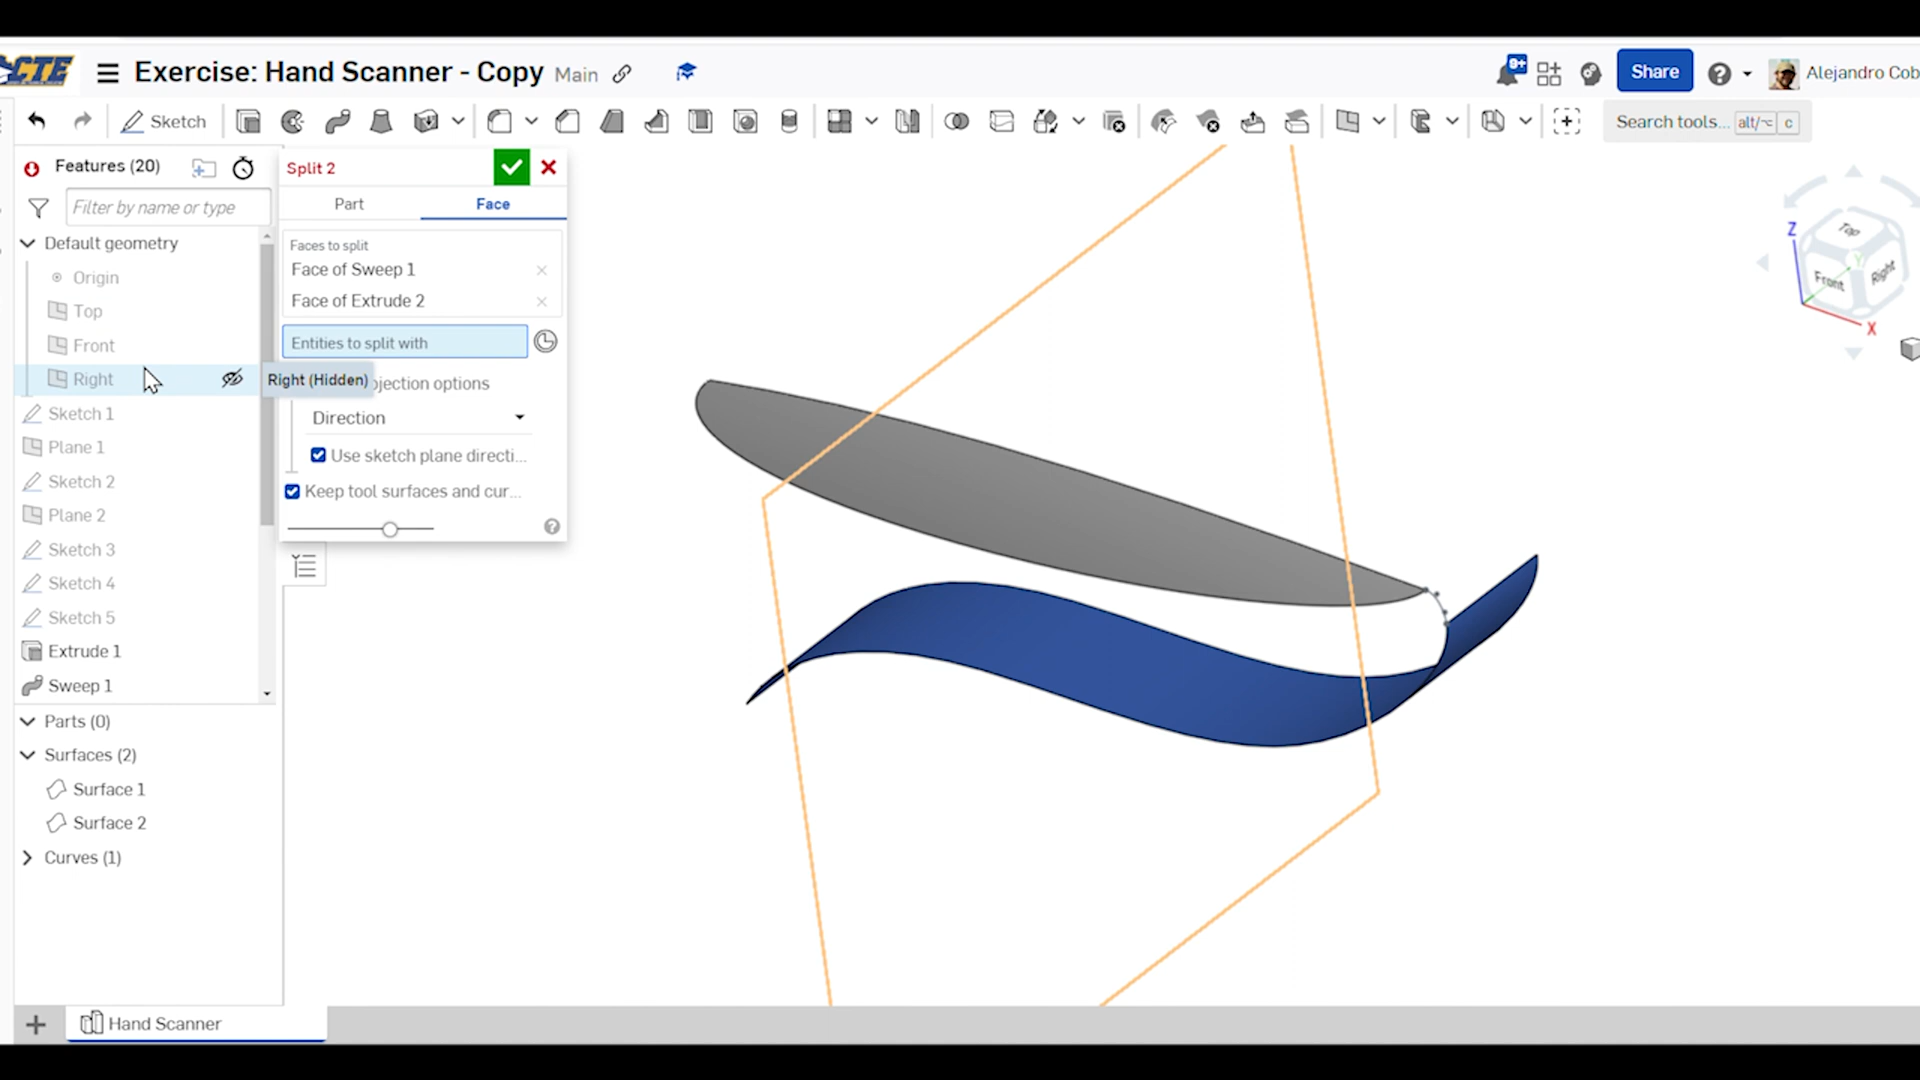 CTE
Exercise: Hand Scanner - Copy Main
9+
Share
?
Alejandro Cob
Sketch
Search tools... alt/⌥ c
Features (20)
Filter by name or type
Default geometry
Origin
Top
Front
Right
Sketch 1
Plane 1
Sketch 2
Plane 2
Sketch 3
Sketch 4
Sketch 5
Extrude 1
Sweep 1
Parts (0)
Surfaces (2)
Surface 1
Surface 2
Curves (1)
Split 2
Part Face
Faces to split
Face of Sweep 1
Face of Extrude 2
Entities to split with
Right (Hidden)
ojection options
Direction
Use sketch plane directi...
Keep tool surfaces and cur...
?
Z
Top
Y
Front
Right
X
Hand Scanner